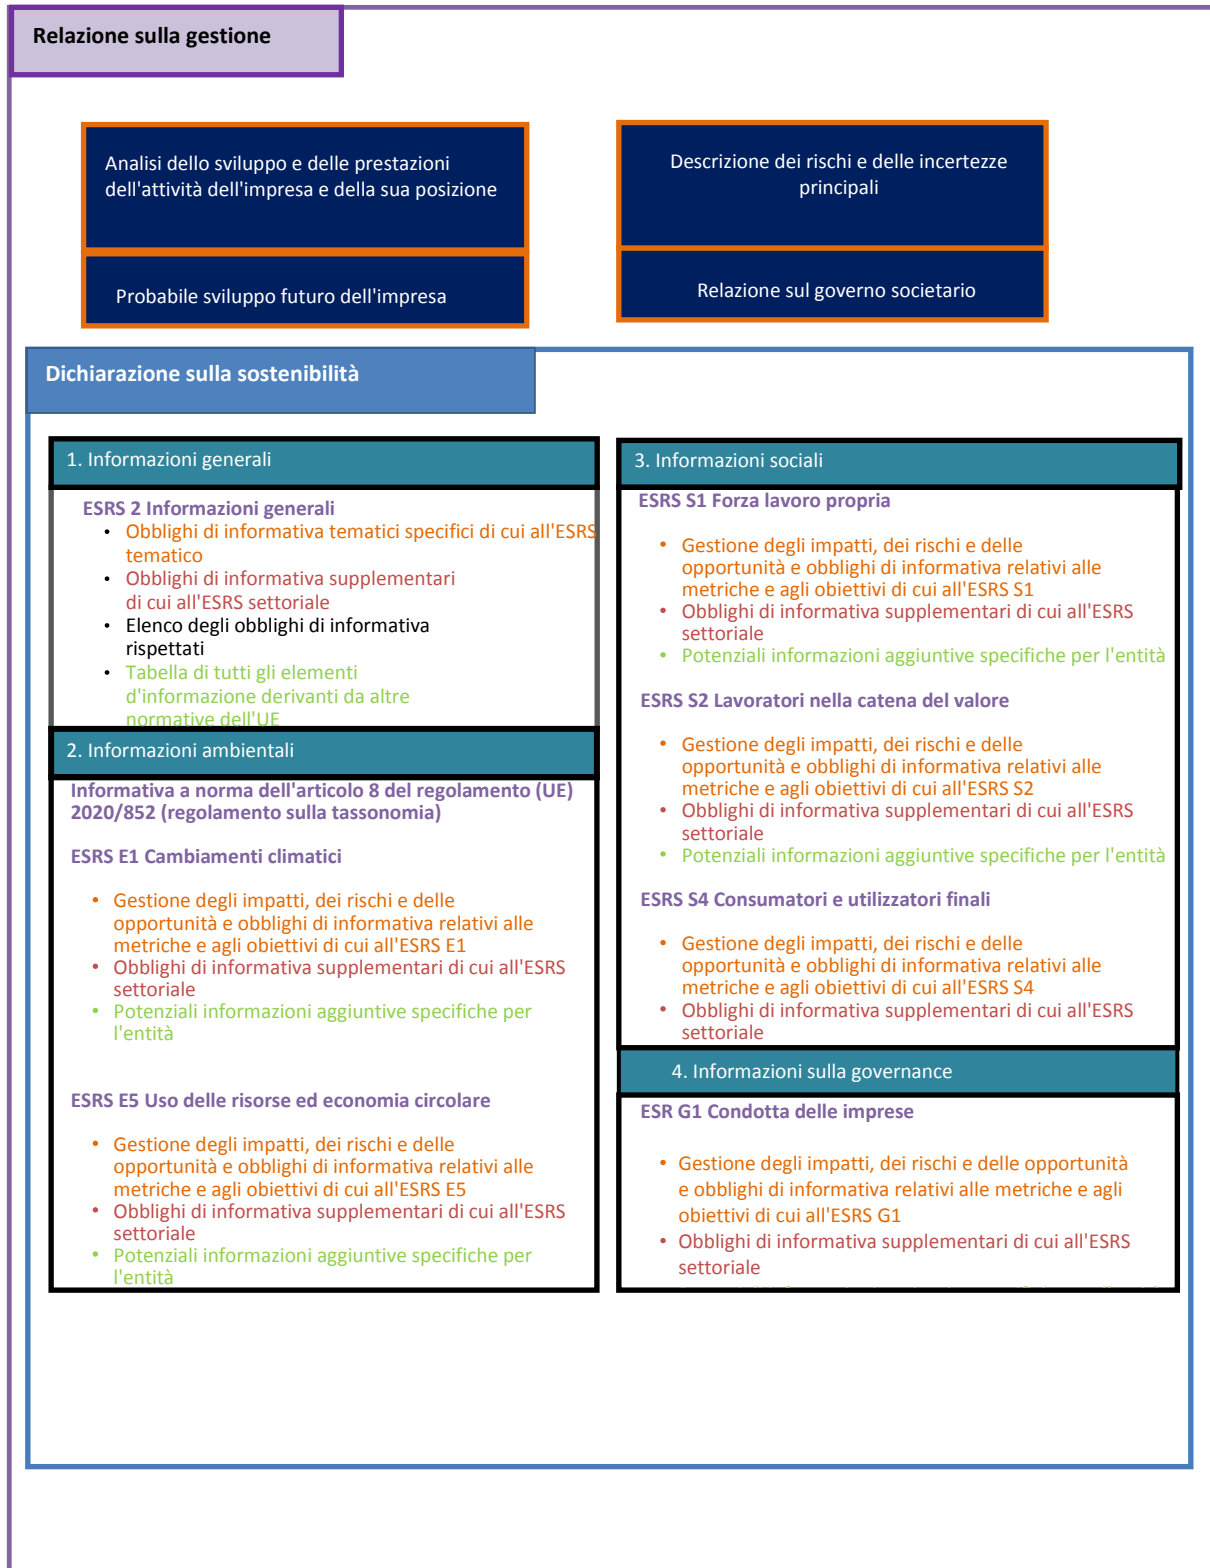 Relazione sulla gestione
Analisi dello sviluppo e delle prestazioni
dell'attività dell'impresa e della sua posizione
Descrizione dei rischi e delle incertezze
principali
Probabile sviluppo futuro dell'impresa
Relazione sul governo societario
Dichiarazione sulla sostenibilità
1. Informazioni generali
ESRS 2 Informazioni generali
• Obblighi di informativa tematici specifici di cui all'ESRS
tematico
• Obblighi di informativa supplementari
di cui all'ESRS settoriale
• Elenco degli obblighi di informativa
rispettati
• Tabella di tutti gli elementi
d'informazione derivanti da altre
normative dell'UE
2. Informazioni ambientali
Informativa a norma dell'articolo 8 del regolamento (UE)
2020/852 (regolamento sulla tassonomia)
ESRS E1 Cambiamenti climatici
• Gestione degli impatti, dei rischi e delle
opportunità e obblighi di informativa relativi alle
metriche e agli obiettivi di cui all'ESRS E1
• Obblighi di informativa supplementari di cui all'ESRS
settoriale
• Potenziali informazioni aggiuntive specifiche per
l'entità
ESRS E5 Uso delle risorse ed economia circolare
• Gestione degli impatti, dei rischi e delle
opportunità e obblighi di informativa relativi alle
metriche e agli obiettivi di cui all'ESRS E5
• Obblighi di informativa supplementari di cui all'ESRS
settoriale
• Potenziali informazioni aggiuntive specifiche per
l'entità
3. Informazioni sociali
ESRS S1 Forza lavoro propria
• Gestione degli impatti, dei rischi e delle
opportunità e obblighi di informativa relativi alle
metriche e agli obiettivi di cui all'ESRS S1
• Obblighi di informativa supplementari di cui all'ESRS
settoriale
• Potenziali informazioni aggiuntive specifiche per l'entità
ESRS S2 Lavoratori nella catena del valore
• Gestione degli impatti, dei rischi e delle
opportunità e obblighi di informativa relativi alle
metriche e agli obiettivi di cui all'ESRS S2
• Obblighi di informativa supplementari di cui all'ESRS
settoriale
• Potenziali informazioni aggiuntive specifiche per l'entità
ESRS S4 Consumatori e utilizzatori finali
• Gestione degli impatti, dei rischi e delle
opportunità e obblighi di informativa relativi alle
metriche e agli obiettivi di cui all'ESRS S4
• Obblighi di informativa supplementari di cui all'ESRS
settoriale
4. Informazioni sulla governance
ESR G1 Condotta delle imprese
• Gestione degli impatti, dei rischi e delle opportunità
e obblighi di informativa relativi alle metriche e agli
obiettivi di cui all'ESRS G1
• Obblighi di informativa supplementari di cui all'ESRS
settoriale